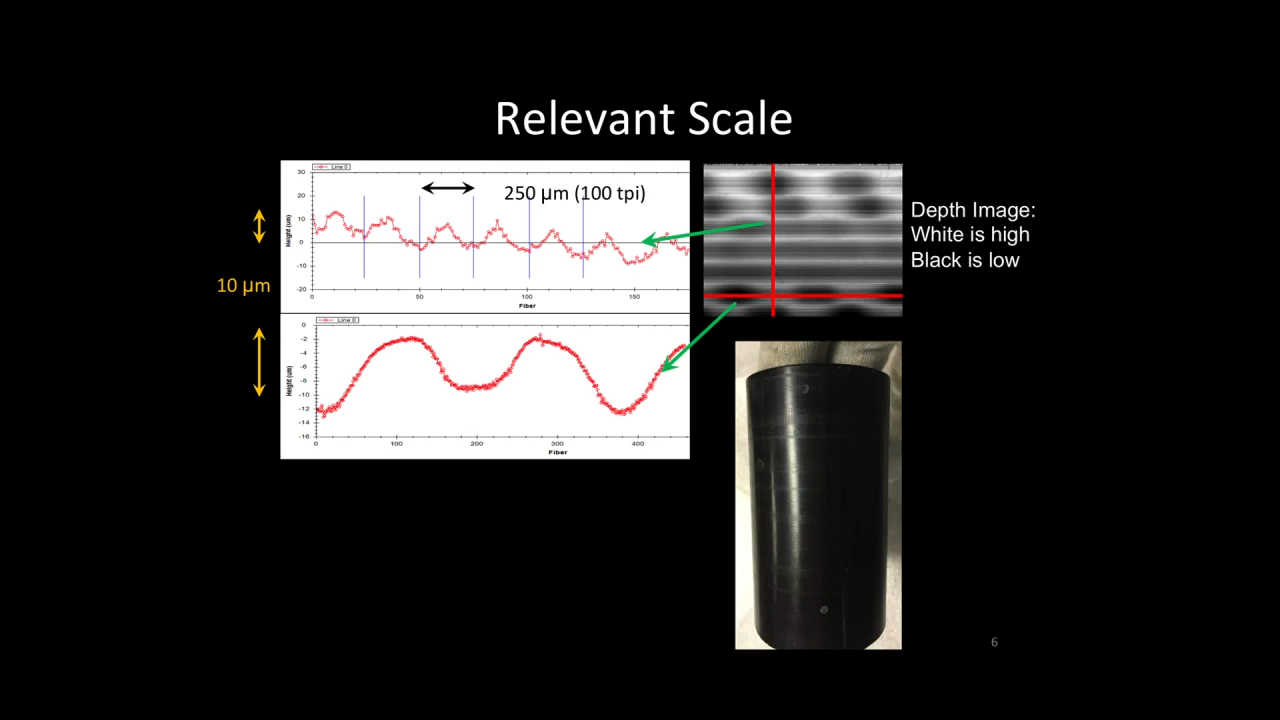 Relevant Scale
Line 0
250 µm (100 tpi)
30
20
10
0
-10
-20
Height (um)
0
50
100
150
Fiber
10 µm
Line 0
0
-2
-4
-6
-8
-10
-12
-14
-16
Height (um)
0
100
200
300
400
Fiber
Depth Image:
White is high
Black is low
6